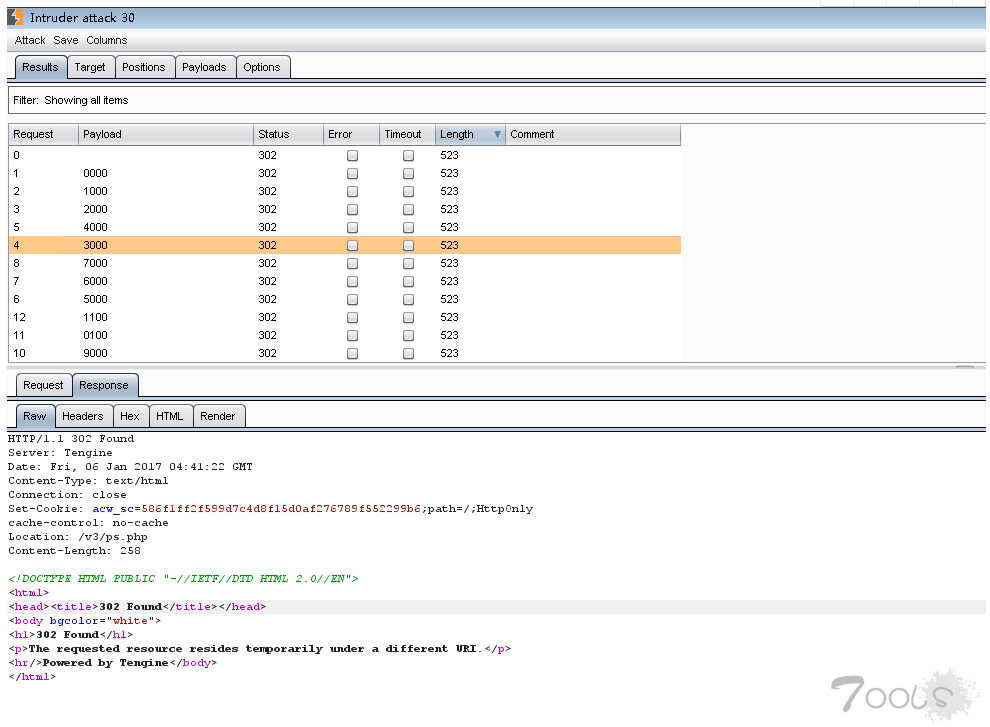 Intruder attack 30
Attack Save Columns
Results Target Positions Payloads Options
Filter: Showing all items
Request Payload Status Error Timeout Length Comment
0 302 523
1 0000 302 523
2 1000 302 523
3 2000 302 523
5 4000 302 523
4 3000 302 523
8 7000 302 523
7 6000 302 523
6 5000 302 523
12 1100 302 523
11 0100 302 523
10 9000 302 523
Request Response
Raw Headers Hex HTML Render
HTTP/1.1 302 Found
Server: Tengine
Date: Fri, 06 Jan 2017 04:41:22 GMT
Content-Type: text/html
Connection: close
Set-Cookie: acw_sc=586f1ff2f599d7c4d8f15d0af276789f552299b6;path=/;HttpOnly
cache-control: no-cache
Location: /v3/ps.php
Content-Length: 258
<!DOCTYPE HTML PUBLIC "-//IETF//DTD HTML 2.0//EN">
<html>
<head><title>302 Found</title></head>
<body bgcolor="white">
<h1>302 Found</h1>
<p>The requested resource resides temporarily under a different URI.</p>
<hr/>Powered by Tengine</body>
</html>
7ools